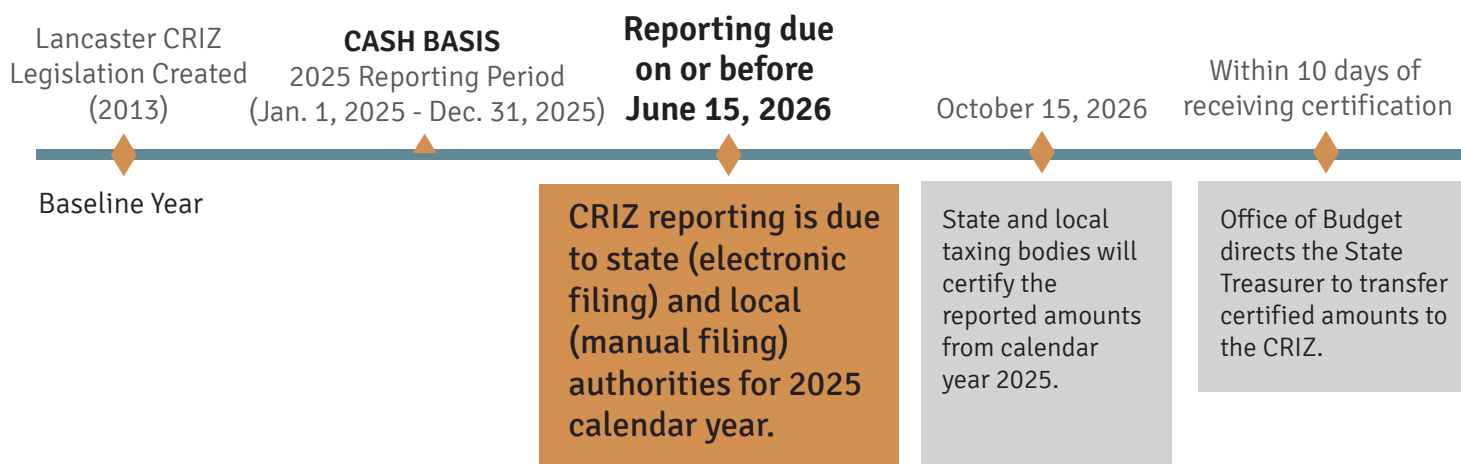 Lancaster CRIZ
Legislation Created
(2013)
Baseline Year
CASH BASIS
2025 Reporting Period
(Jan. 1, 2025 - Dec. 31, 2025)
Reporting due
on or before
June 15, 2026
CRIZ reporting is due
to state (electronic
filing) and local
(manual filing)
authorities for 2025
calendar year.
October 15, 2026
State and local
taxing bodies will
certify the
reported amounts
from calendar
year 2025.
Within 10 days of
receiving certification
Office of Budget
directs the State
Treasurer to transfer
certified amounts to
the CRIZ.